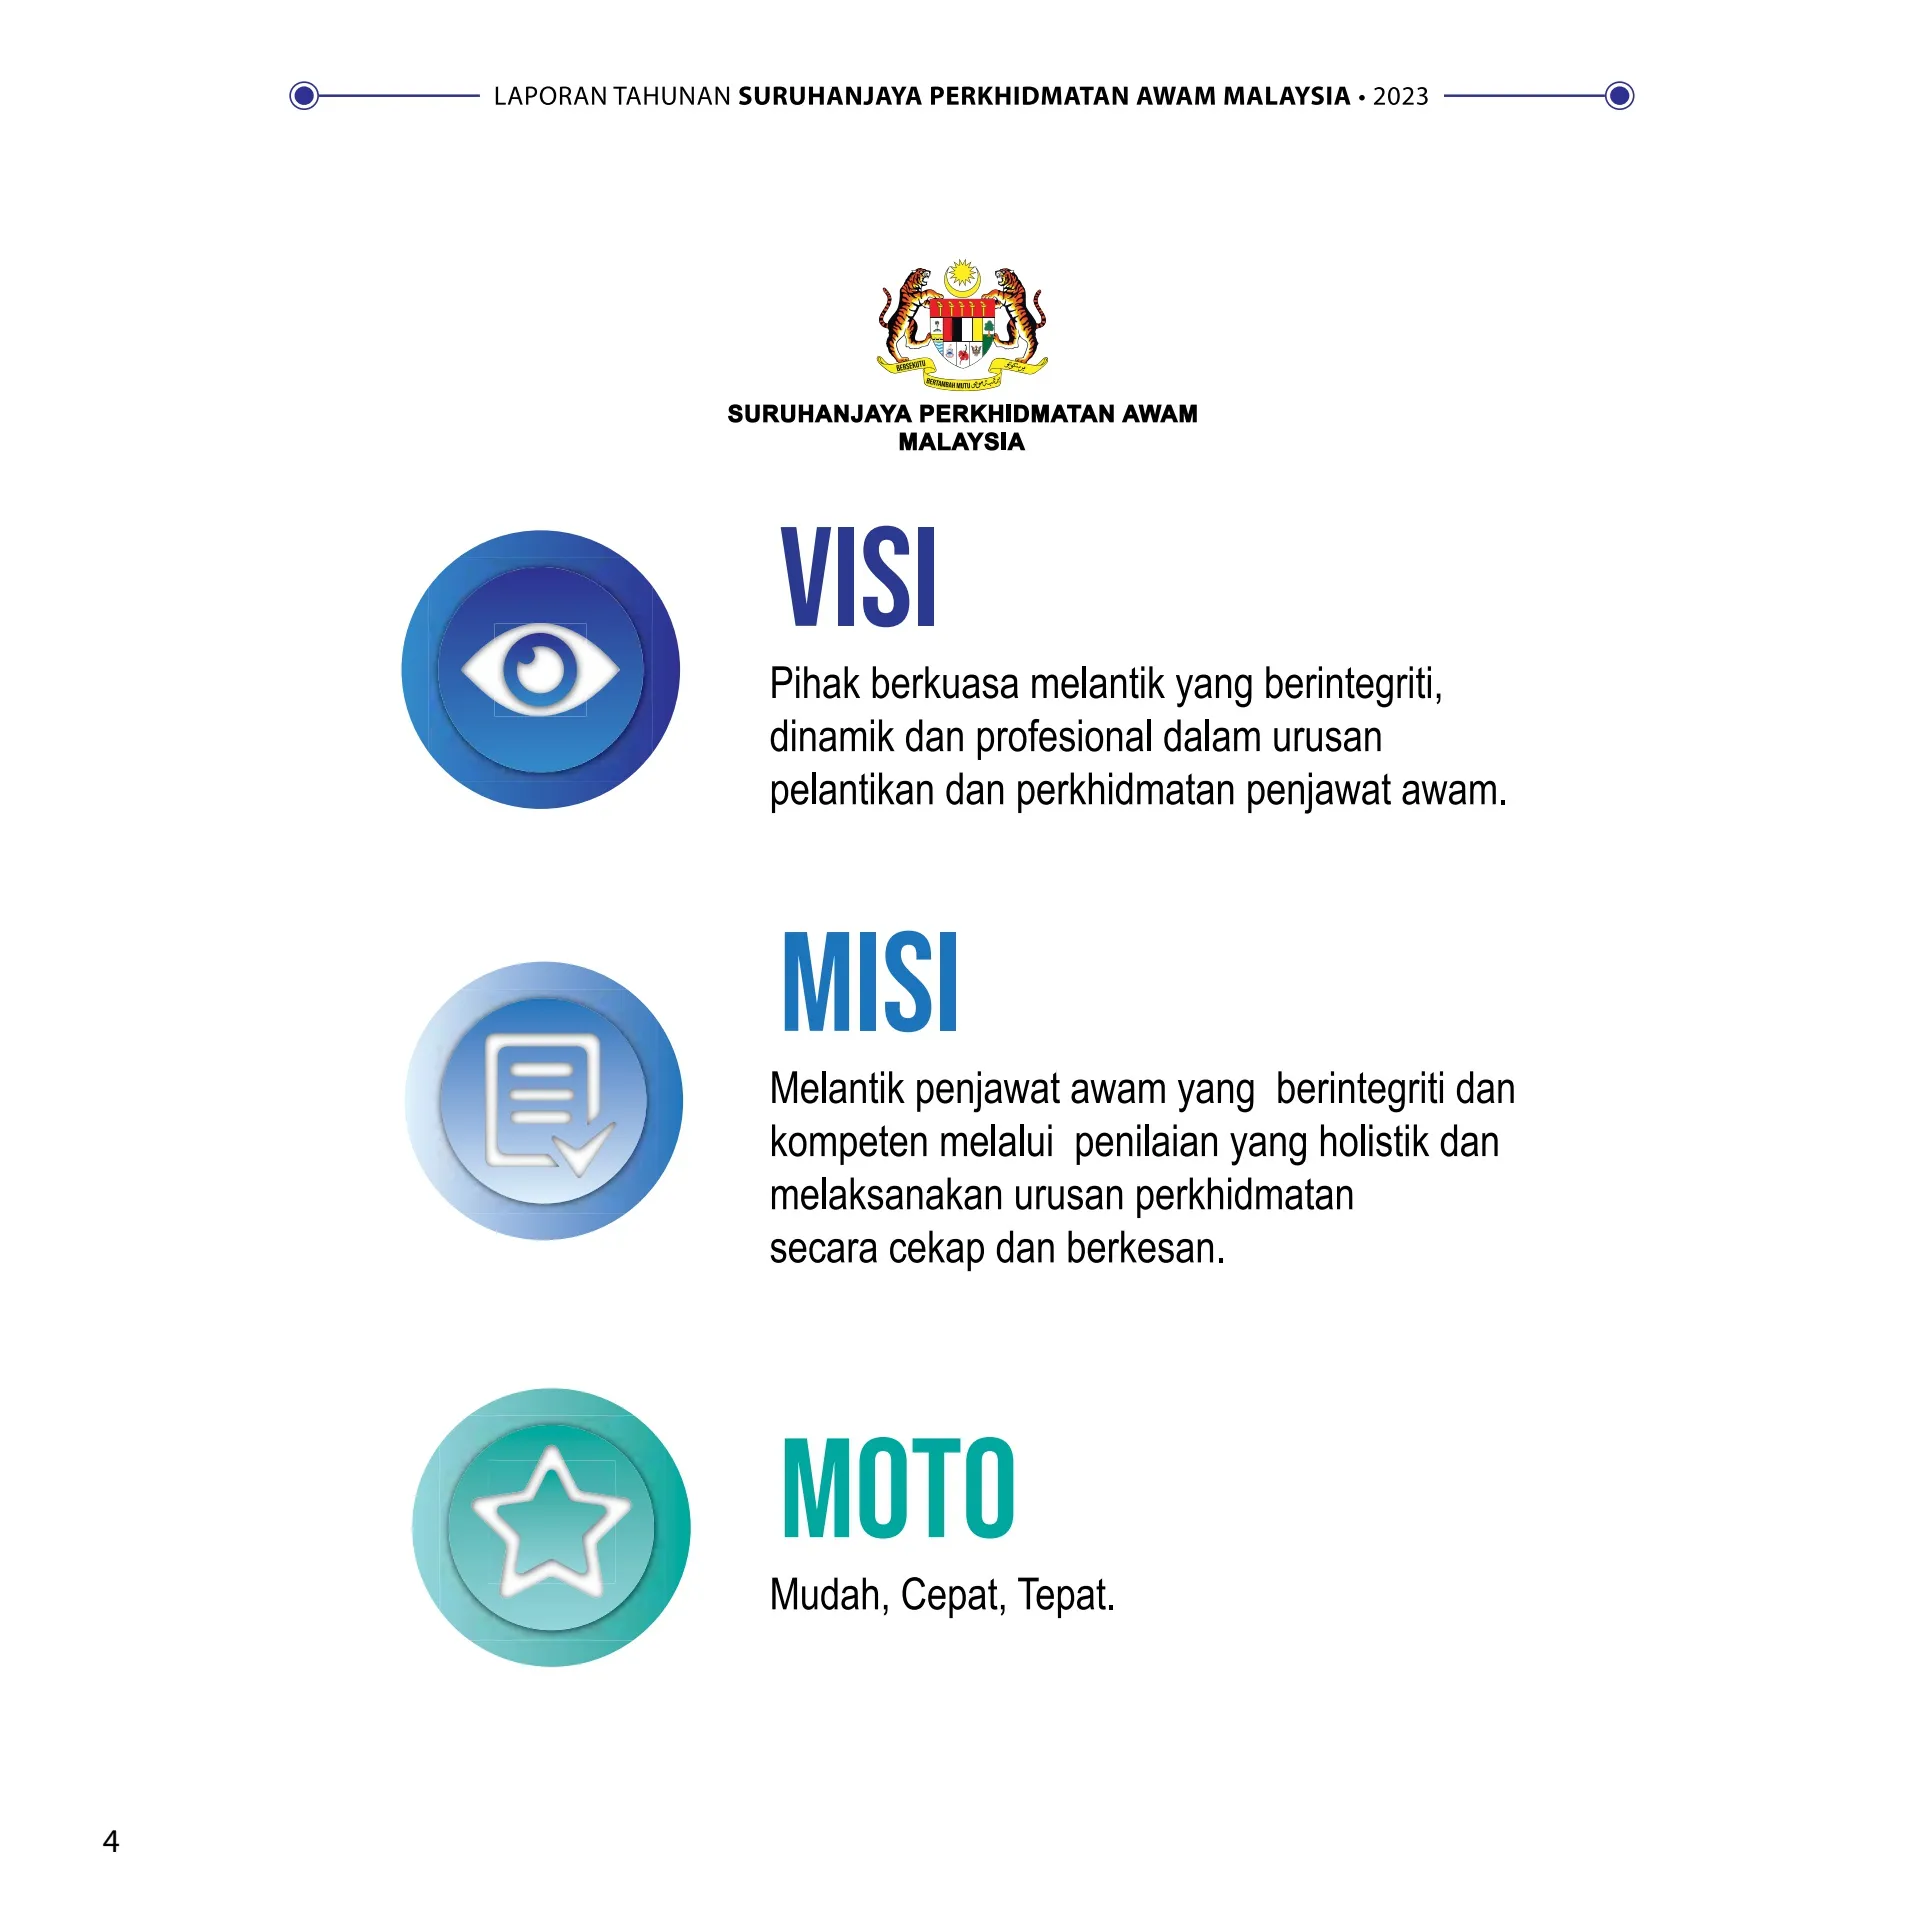 LAPORAN TAHUNAN SURUHANJAYA PERKHIDMATAN AWAM MALAYSIA • 2023
BERSEKUTU
BERTAMBAH MUTU
SURUHANJAYA PERKHIDMATAN AWAM
MALAYSIA
VISI
Pihak berkuasa melantik yang berintegriti,
dinamik dan profesional dalam urusan
pelantikan dan perkhidmatan penjawat awam.
MISI
Melantik penjawat awam yang berintegriti dan
kompeten melalui penilaian yang holistik dan
melaksanakan urusan perkhidmatan
secara cekap dan berkesan.
MOTO
Mudah, Cepat, Tepat.
4